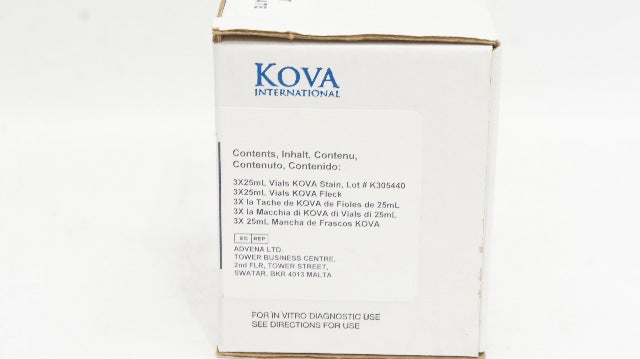 KOVA
INTERNATIONAL
Contents, Inhalt, Contenu,
Contenuto, Contenido:
3X25mL Vials KOVA Stain, Lot # K305440
3X25mL Vials KOVA Fleck
3X la Tache de KOVA de Fioles de 25mL
3X la Macchia di KOVA di Vials di 25mL
3X 25mL Mancha de Frascos KOVA
EC REP
ADVENA LTD.
TOWER BUSINESS CENTRE,
2nd FLR, TOWER STREET,
SWATAR, BKR 4013 MALTA
FOR IN VITRO DIAGNOSTIC USE
SEE DIRECTIONS FOR USE